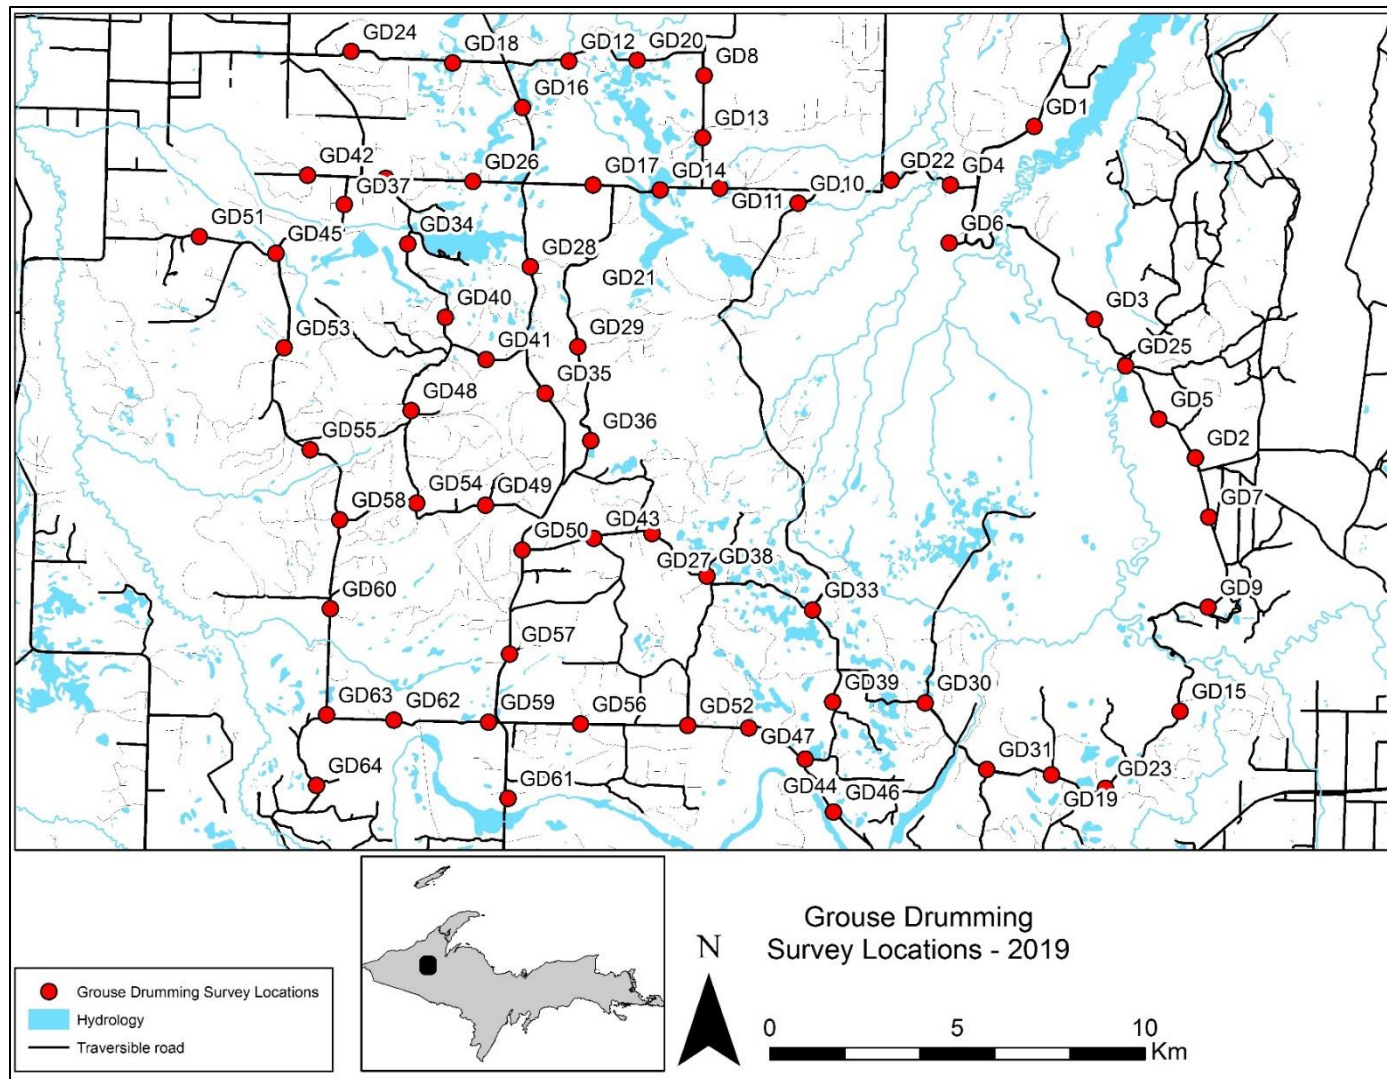 GD24
GD18
GD12
GD20
GD8
GD16
GD1
GD13
GD42
GD26
GD17
GD14
GD22
GD4
GD37
GD11
GD10
GD51
GD45
GD34
GD6
GD28
GD21
GD40
GD3
GD53
GD41
GD29
GD25
GD35
GD48
GD5
GD55
GD36
GD2
GD58
GD54
GD49
GD7
GD50
GD43
GD27
GD38
GD60
GD33
GD9
GD57
GD63
GD62
GD59
GD56
GD52
GD39
GD30
GD15
GD47
GD64
GD61
GD44
GD46
GD31
GD19
GD23
Grouse Drumming Survey Locations
Hydrology
Traversible road
N
Grouse Drumming
Survey Locations - 2019
0 5 10
Km